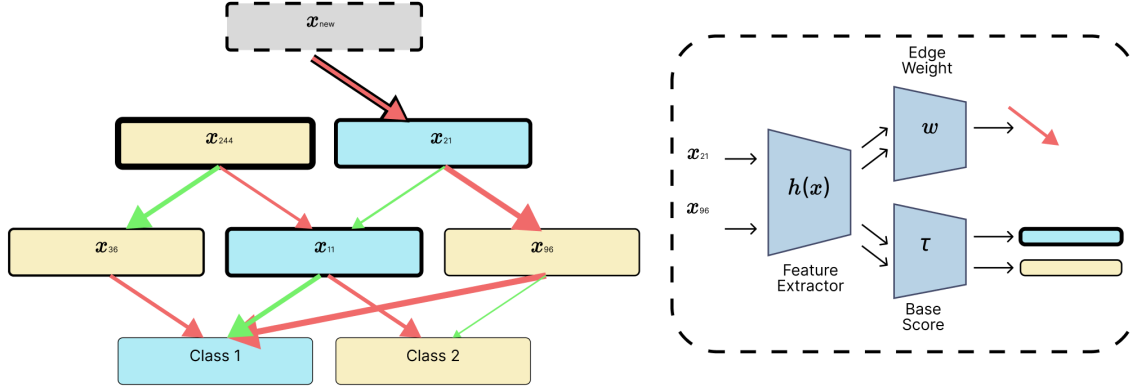 x_new
x_244
x_21
x_36
x_11
x_96
Class 1
Class 2
Edge
Weight
x_21
x_96
h(x)
w
τ
Feature
Extractor
Base
Score